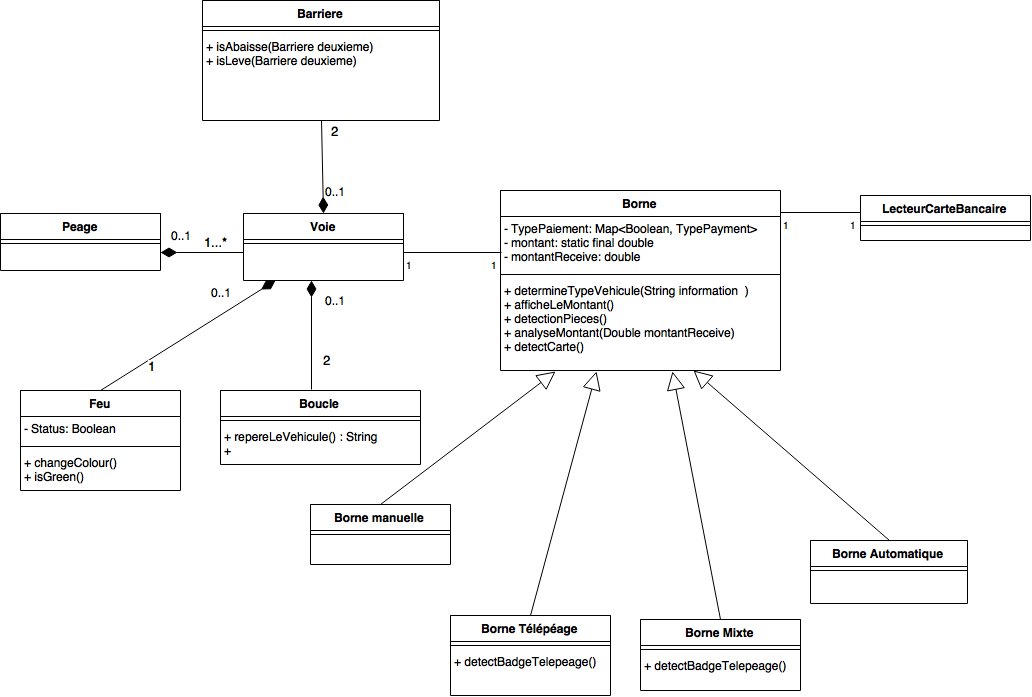 Barriere
+ isAbaisse(Barriere deuxieme)
+ isLeve(Barriere deuxieme)
2
0..1
Peage
0..1
1...*
Voie
1
1
Borne
- TypePaiement: Map<Boolean, TypePayment>
- montant: static final double
- montantReceive: double
+ determineTypeVehicule(String information )
+ afficheLeMontant()
+ detectionPieces()
+ analyseMontant(Double montantReceive)
+ detectCarte()
1
1
LecteurCarteBancaire
0..1
1
0..1
2
Feu
- Status: Boolean
+ changeColour()
+ isGreen()
Boucle
+ repereLeVehicule() : String
+
Borne manuelle
Borne Automatique
Borne Télépéage
+ detectBadgeTelepeage()
Borne Mixte
+ detectBadgeTelepeage()